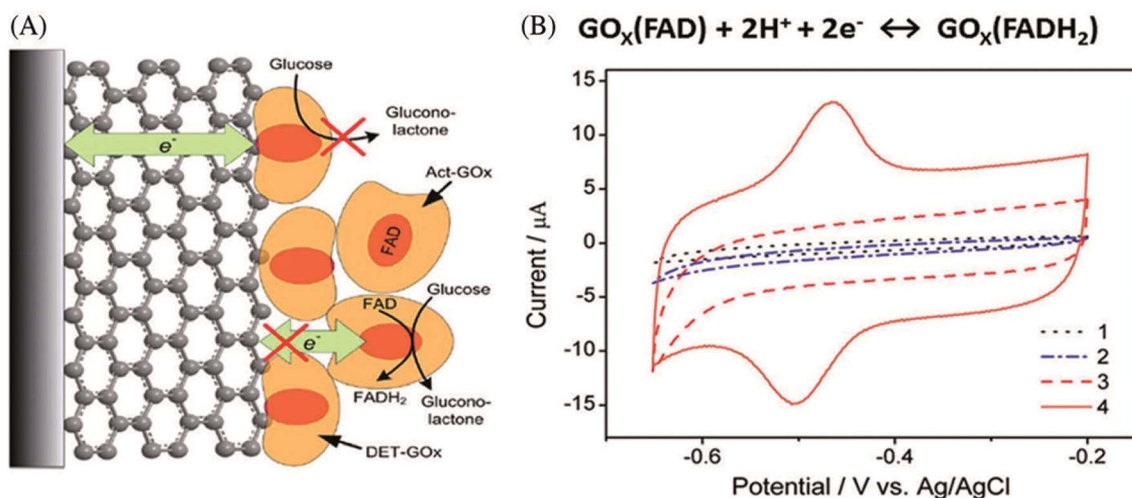 (A)
Glucose
Glucono-
lactone
e-
Act-GOx
FAD
Glucose
FAD
e-
FADH₂
Glucono-
lactone
DET-GOx
(B) GOₓ(FAD) + 2H⁺ + 2e⁻ ↔ GOₓ(FADH₂)
Current / μA
10
5
0
-5
-10
-15
1
2
3
4
-0.6
-0.4
-0.2
Potential / V vs. Ag/AgCl